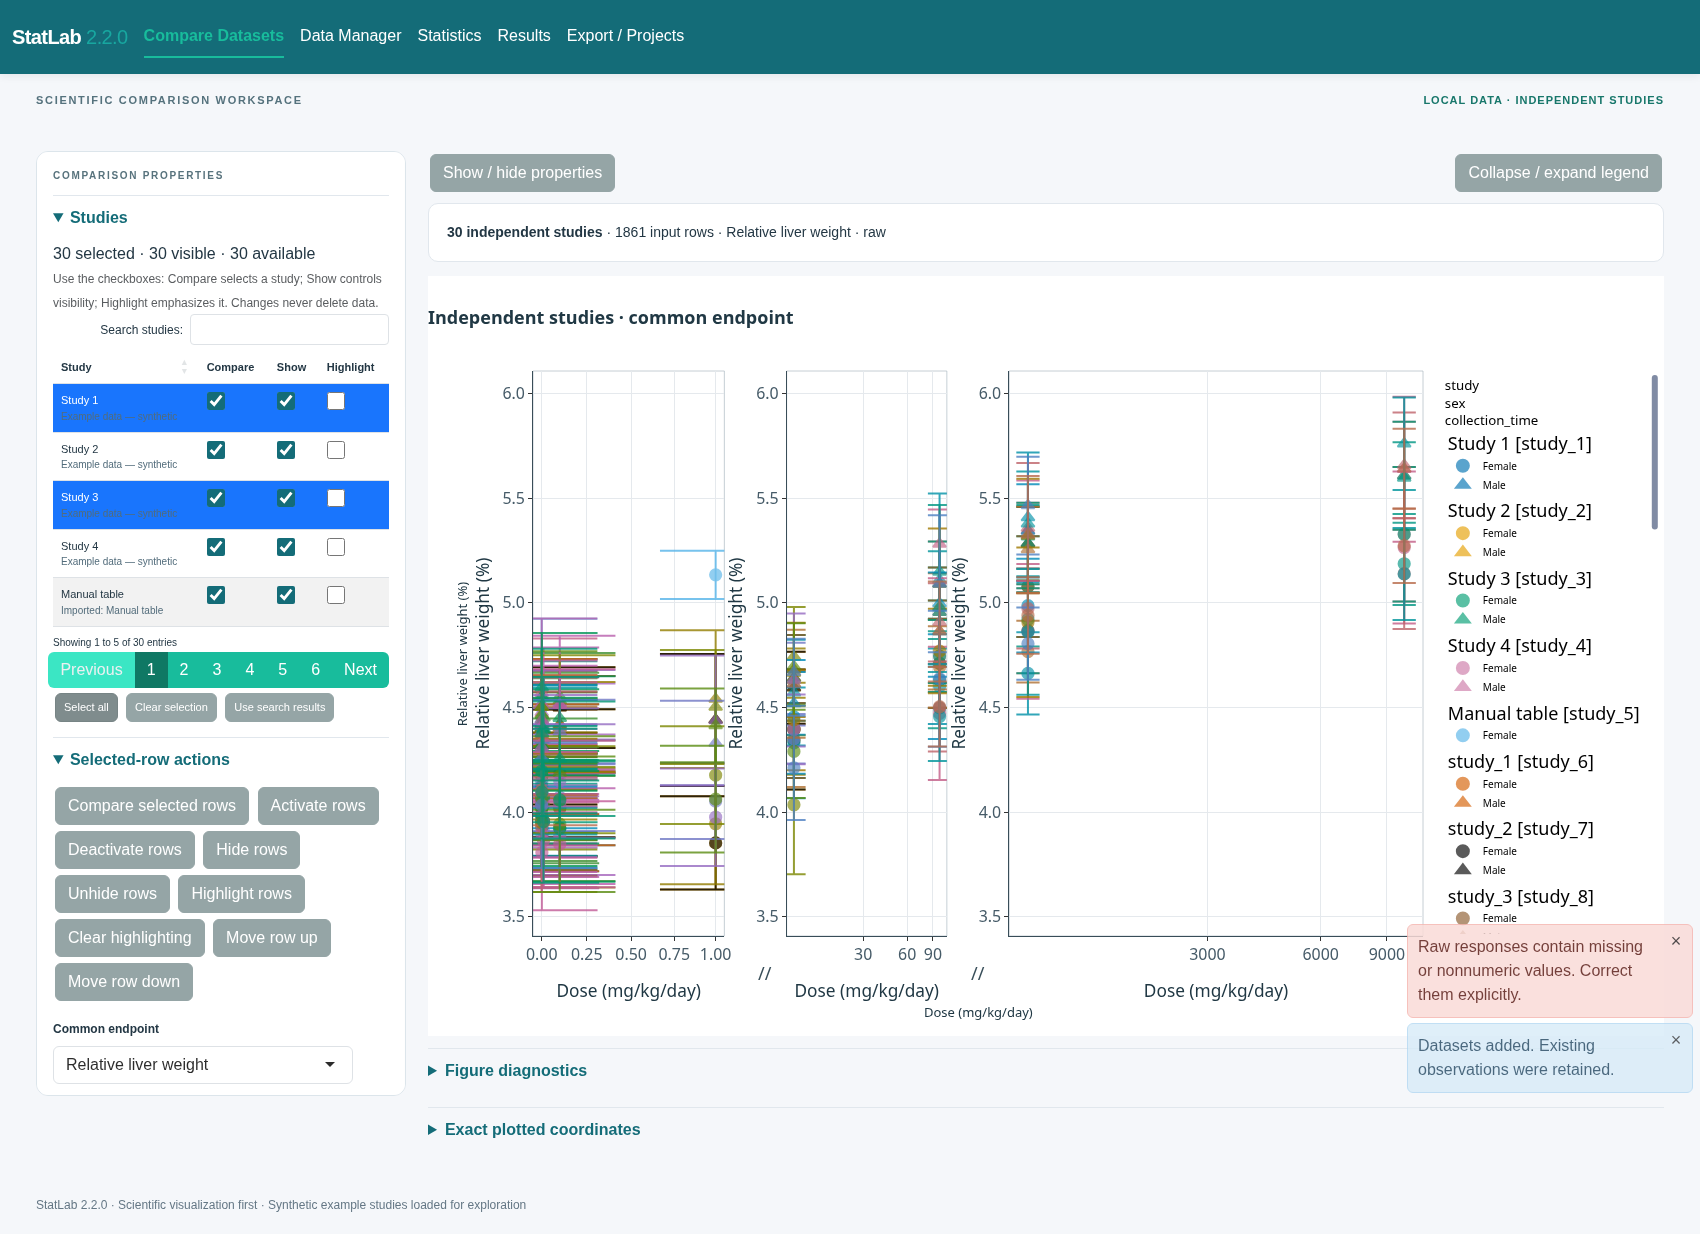 StatLab 2.2.0 Compare Datasets Data Manager Statistics Results Export / Projects
SCIENTIFIC COMPARISON WORKSPACE
LOCAL DATA · INDEPENDENT STUDIES
COMPARISON PROPERTIES
▼ Studies
30 selected · 30 visible · 30 available
Use the checkboxes: Compare selects a study; Show controls
visibility; Highlight emphasizes it. Changes never delete data.
Search studies:
Study Compare Show Highlight
Study 1
Study 2
Example data — synthetic
Study 3
Study 4
Example data — synthetic
Manual table
Imported: Manual table
Showing 1 to 5 of 30 entries
Previous 1 2 3 4 5 6 Next
Select all Clear selection Use search results
▼ Selected-row actions
Compare selected rows Activate rows
Deactivate rows Hide rows
Unhide rows Highlight rows
Clear highlighting Move row up
Move row down
Common endpoint
Relative liver weight
Show / hide properties
Collapse / expand legend
30 independent studies · 1861 input rows · Relative liver weight · raw
Independent studies · common endpoint
Relative liver weight (%)
Relative liver weight (%)
6.0
5.5
5.0
4.5
4.0
3.5
0.00 0.25 0.50 0.75 1.00
Dose (mg/kg/day)
//
Relative liver weight (%)
6.0
5.5
5.0
4.5
4.0
3.5
30 60 90
Dose (mg/kg/day)
//
Relative liver weight (%)
6.0
5.5
5.0
4.5
4.0
3.5
3000 6000 9000
Dose (mg/kg/day)
Dose (mg/kg/day)
study
sex
collection_time
Study 1 [study_1]
Female
Male
Study 2 [study_2]
Female
Male
Study 3 [study_3]
Female
Male
Study 4 [study_4]
Female
Male
Manual table [study_5]
Female
study_1 [study_6]
Female
Male
study_2 [study_7]
Female
Male
study_3 [study_8]
Female
Raw responses contain missing
or nonnumeric values. Correct
them explicitly.
×
Datasets added. Existing
observations were retained.
×
▶ Figure diagnostics
▶ Exact plotted coordinates
StatLab 2.2.0 · Scientific visualization first · Synthetic example studies loaded for exploration